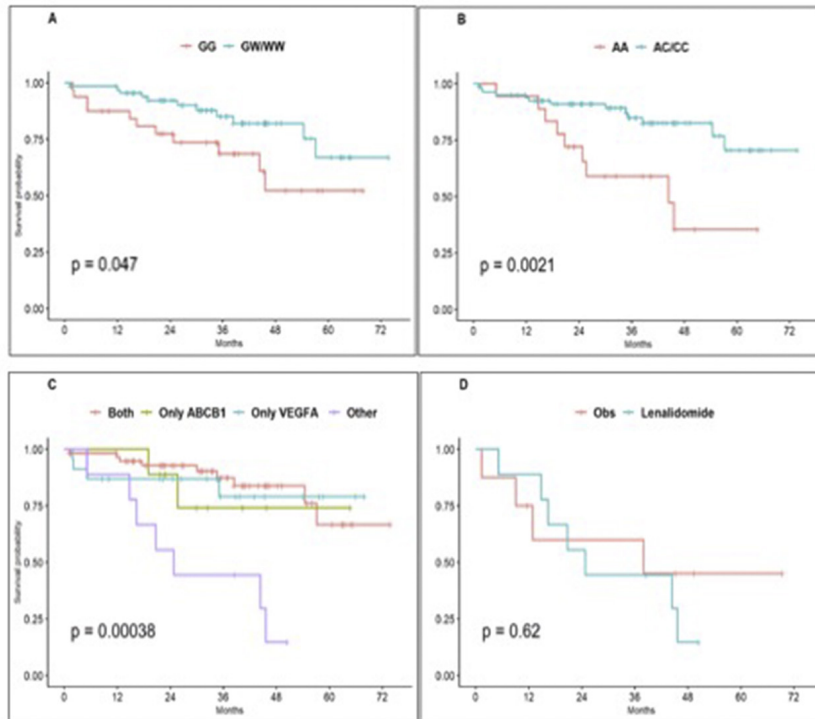 A
GG GW/WW
Survival probability
1.00
0.75
0.50
0.25
0.00
p = 0.047
0 12 24 36 48 60 72
Months
B
AA AC/CC
1.00
0.75
0.50
0.25
0.00
p = 0.0021
0 12 24 36 48 60 72
Months
C
Both Only ABCB1 Only VEGFA Other
Survival probability
1.00
0.75
0.50
0.25
0.00
p = 0.00038
0 12 24 36 48 60 72
Months
D
Obs Lenalidomide
1.00
0.75
0.50
0.25
0.00
p = 0.62
0 12 24 36 48 60 72
Months